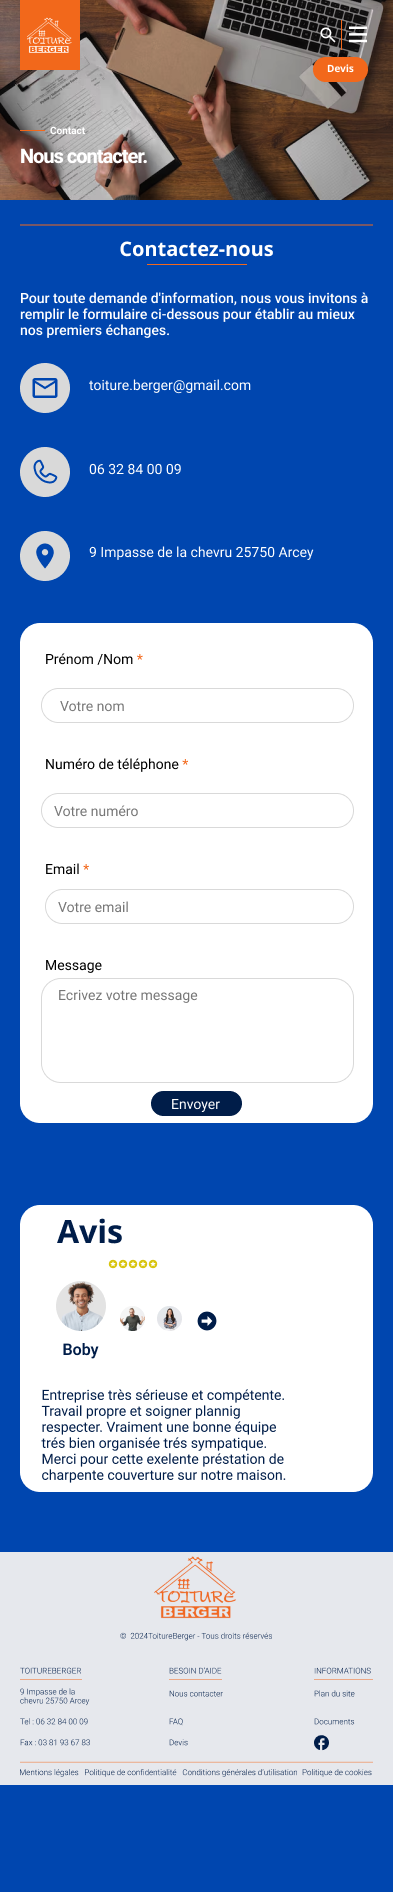 TOITURE
BERGER
Devis
Contact
Nous contacter.
Contactez-nous
Pour toute demande d'information, nous vous invitons à
remplir le formulaire ci-dessous pour établir au mieux
nos premiers échanges.
toiture.berger@gmail.com
06 32 84 00 09
9 Impasse de la chevru 25750 Arcey
Prénom /Nom *
Votre nom
Numéro de téléphone *
Votre numéro
Email *
Votre email
Message
Ecrivez votre message
Envoyer
Avis
Boby
Entreprise très sérieuse et compétente.
Travail propre et soigner plannig
respecter. Vraiment une bonne équipe
trés bien organisée trés sympatique.
Merci pour cette exelente préstation de
charpente couverture sur notre maison.
TOITURE
BERGER
© 2024ToitureBerger - Tous droits réservés
TOITUREBERGER
BESOIN D'AIDE
INFORMATIONS
9 Impasse de la
chevru 25750 Arcey
Nous contacter
Plan du site
Tel : 06 32 84 00 09
FAQ
Documents
Fax : 03 81 93 67 83
Devis
Mentions légales Politique de confidentialité Conditions générales d'utilisation Politique de cookies